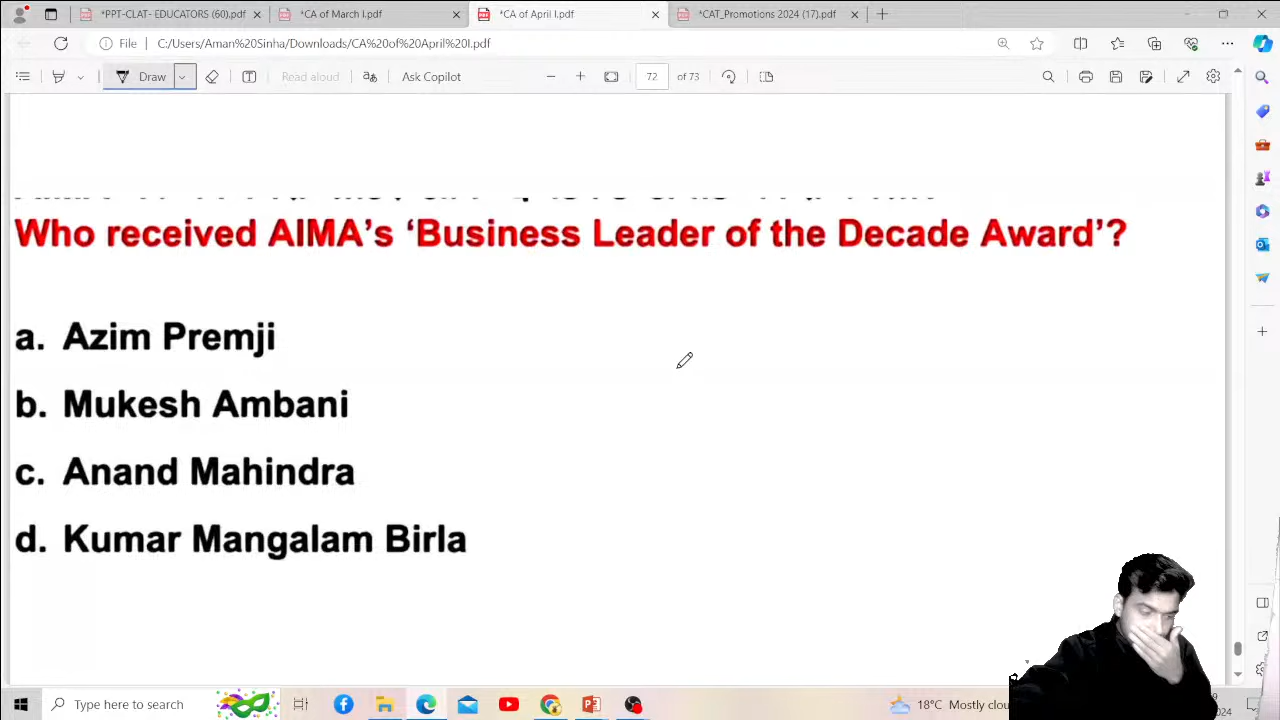 *PPT-CLAT- EDUCATORS (60).pdf
*CA of March I.pdf
*CA of April I.pdf
*CAT_Promotions 2024 (17).pdf
File
C:/Users/Aman%20Sinha/Downloads/CA%20of%20April%20I.pdf
Draw
Read aloud
Ask Copilot
72
of 73
Who received AIMA's 'Business Leader of the Decade Award'?
a. Azim Premji
b. Mukesh Ambani
c. Anand Mahindra
d. Kumar Mangalam Birla
Type here to search
18°C